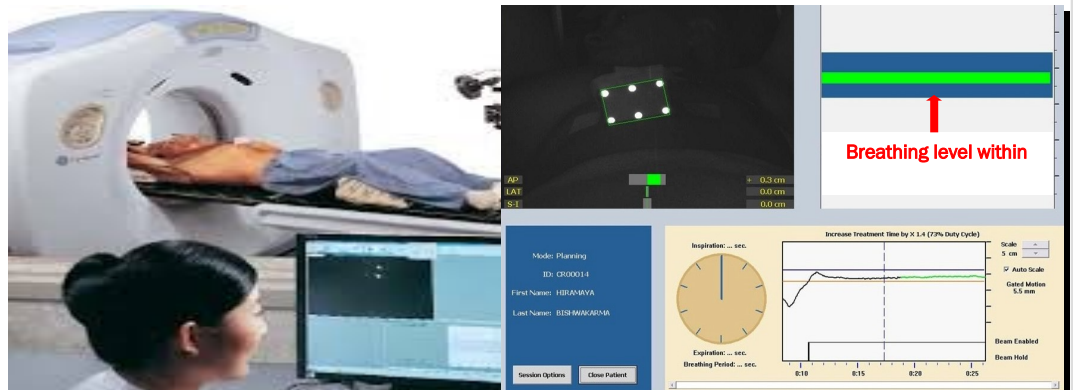 AP
+ 0.3 cm
LAT
0.0 cm
S-I
0.0 cm
Breathing level within
Mode: Planning
ID: CR00014
First Name: HIRAMAYA
Last Name: BISHWAKARMA
Session Options
Close Patient
Increase Treatment Time by X 1.4 (73% Duty Cycle)
Inspiration: ... sec.
Expiration: ... sec.
Breathing Period: ... sec.
Scale
5 cm
Auto Scale
Gated Motion
5.5 mm
Beam Enabled
Beam Hold
0:10
0:15
0:20
0:25